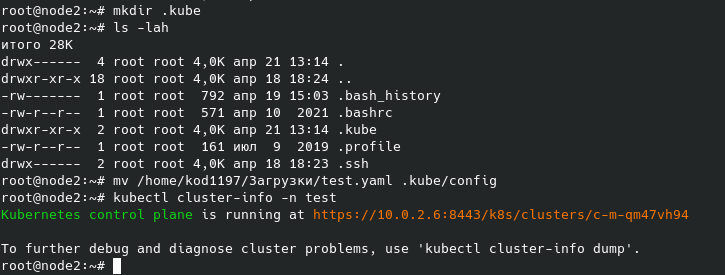 root@node2:~# mkdir .kube
root@node2:~# ls -lah
итого 28K
drwx------  4 root root 4,0K апр 21 13:14 .
drwxr-xr-x 18 root root 4,0K апр 18 18:24 ..
-rw-------  1 root root  792 апр 19 15:03 .bash_history
-rw-r--r--  1 root root  571 апр 10  2021 .bashrc
drwxr-xr-x  2 root root 4,0K апр 21 13:14 .kube
-rw-r--r--  1 root root  161 июл  9  2019 .profile
drwx------  2 root root 4,0K апр 18 18:23 .ssh
root@node2:~# mv /home/kod1197/Загрузки/test.yaml .kube/config
root@node2:~# kubectl cluster-info -n test
Kubernetes control plane is running at https://10.0.2.6:8443/k8s/clusters/c-m-qm47vh94
To further debug and diagnose cluster problems, use 'kubectl cluster-info dump'.
root@node2:~#